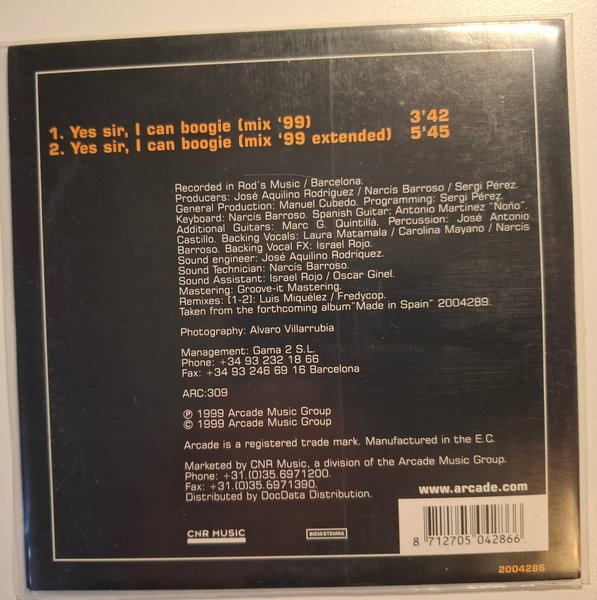 1. Yes sir, I can boogie (mix '99) 3'42
2. Yes sir, I can boogie (mix '99 extended) 5'45
Recorded in Rod's Music / Barcelona.
Producers: José Aquilino Rodríguez / Narcís Barroso / Sergi Pérez.
General Production: Manuel Cubedo. Programming: Sergi Pérez.
Keyboard: Narcís Barroso. Spanish Guitar: Antonio Martínez "Ñoño".
Additional Guitars: Marc G. Quintillá. Percussion: José Antonio
Castillo. Backing Vocals: Laura Matamala / Carolina Mayano / Narcís
Barroso. Backing Vocal FX: Israel Rojo.
Sound engineer: José Aquilino Rodríquez.
Sound Technician: Narcís Barroso.
Sound Assistant: Israel Rojo / Oscar Ginel.
Mastering: Groove-it Mastering.
Remixes: (1-2): Luis Miquélez / Fredycop.
Taken from the forthcoming album"Made in Spain" 2004289.
Photography: Alvaro Villarrubia
Management: Gama 2 S.L.
Phone: +34 93 232 18 66
Fax: +34 93 246 69 16 Barcelona
ARC:309
℗ 1999 Arcade Music Group
© 1999 Arcade Music Group
Arcade is a registered trade mark. Manufactured in the E.C.
Marketed by CNR Music, a division of the Arcade Music Group.
Phone: +31.(0)35.6971200.
Fax: +31.(0)35.6971390.
Distributed by DocData Distribution.
www.arcade.com
CNR MUSIC
BIEM/STEMRA
8 712705 042866
2004286